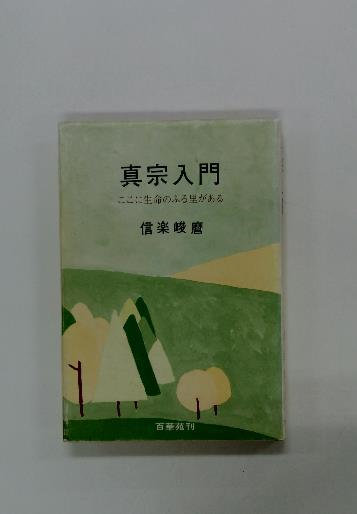 真宗入門
ここに生命のふる里がある
信楽峻麿
百華苑刊